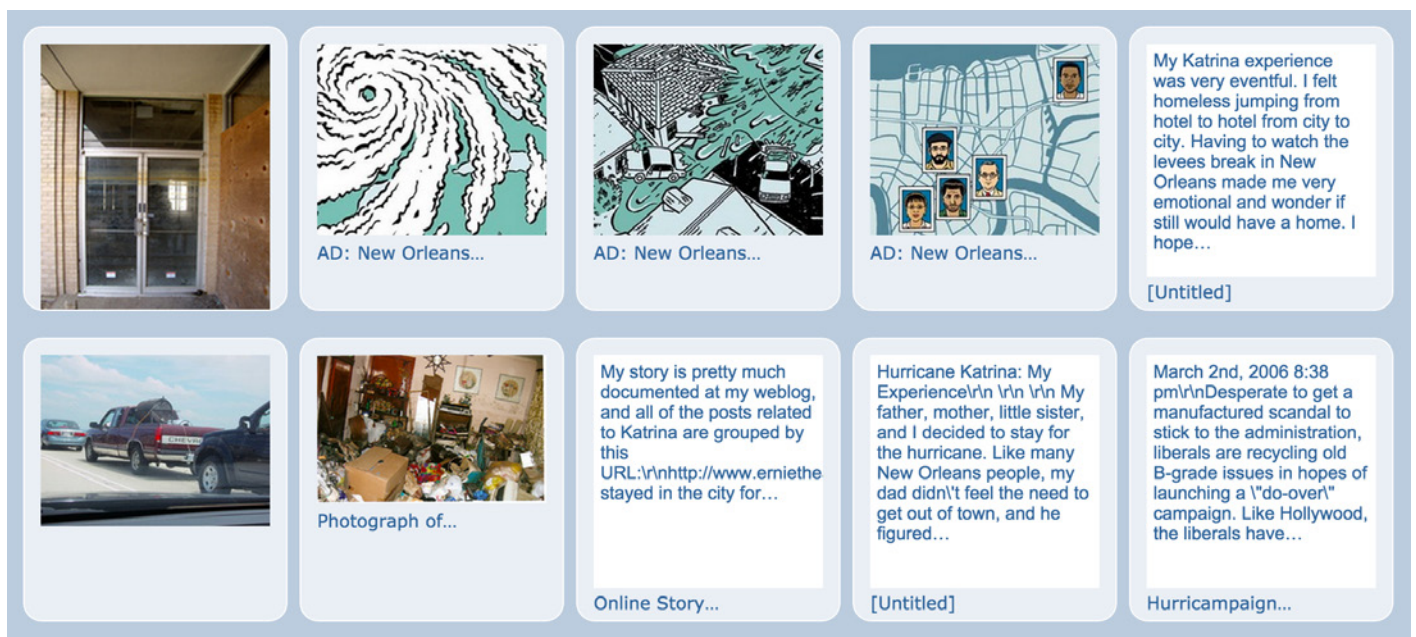 AD: New Orleans...
AD: New Orleans...
AD: New Orleans...
My Katrina experience
was very eventful. I felt
homeless jumping from
hotel to hotel from city to
city. Having to watch the
levees break in New
Orleans made me very
emotional and wonder if
still would have a home. I
hope…
[Untitled]
CHEVR
Photograph of...
My story is pretty much
documented at my weblog,
and all of the posts related
to Katrina are grouped by
this
URL:\r\nhttp://www.erniethe
stayed in the city for…
Online Story...
Hurricane Katrina: My
Experience\r\n \r\n \r\n My
father, mother, little sister,
and I decided to stay for
the hurricane. Like many
New Orleans people, my
dad didn\'t feel the need to
get out of town, and he
figured…
[Untitled]
March 2nd, 2006 8:38
pm\r\nDesperate to get a
manufactured scandal to
stick to the administration,
liberals are recycling old
B-grade issues in hopes of
launching a \"do-over\"
campaign. Like Hollywood,
the liberals have…
Hurricampaign...